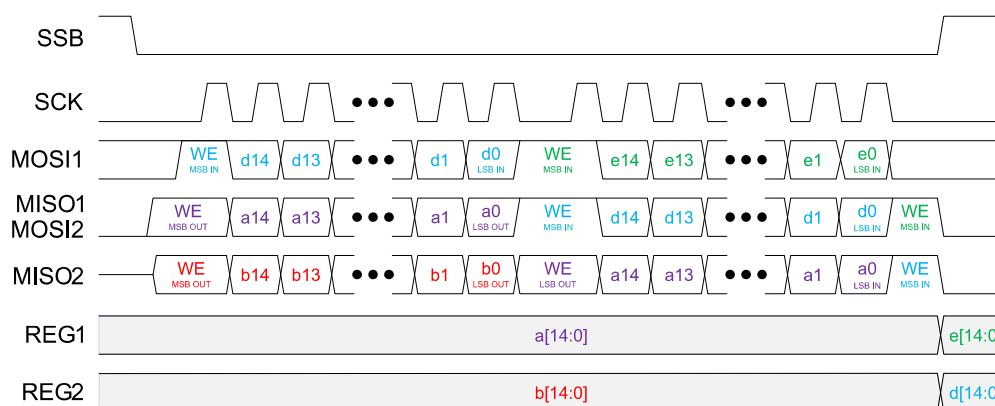 SSB
SCK
MOSI1 WE MSB IN d14 d13 ••• d1 d0 LSB IN WE MSB IN e14 e13 ••• e1 e0 LSB IN
MISO1 MOSI2 WE MSB OUT a14 a13 ••• a1 a0 LSB OUT WE MSB IN d14 d13 ••• d1 d0 LSB IN WE MSB IN
MISO2 WE MSB OUT b14 b13 ••• b1 b0 LSB OUT WE LSB OUT a14 a13 ••• a1 a0 LSB IN WE MSB IN
REG1 a[14:0] e[14:0
REG2 b[14:0] d[14:0